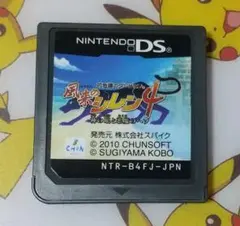 NINTENDO DS
風来のシレン4
発売元 株式会社スパイク
© 2010 CHUNSOFT
© SUGIYAMA KOBO
NTR-B4FJ-JPN